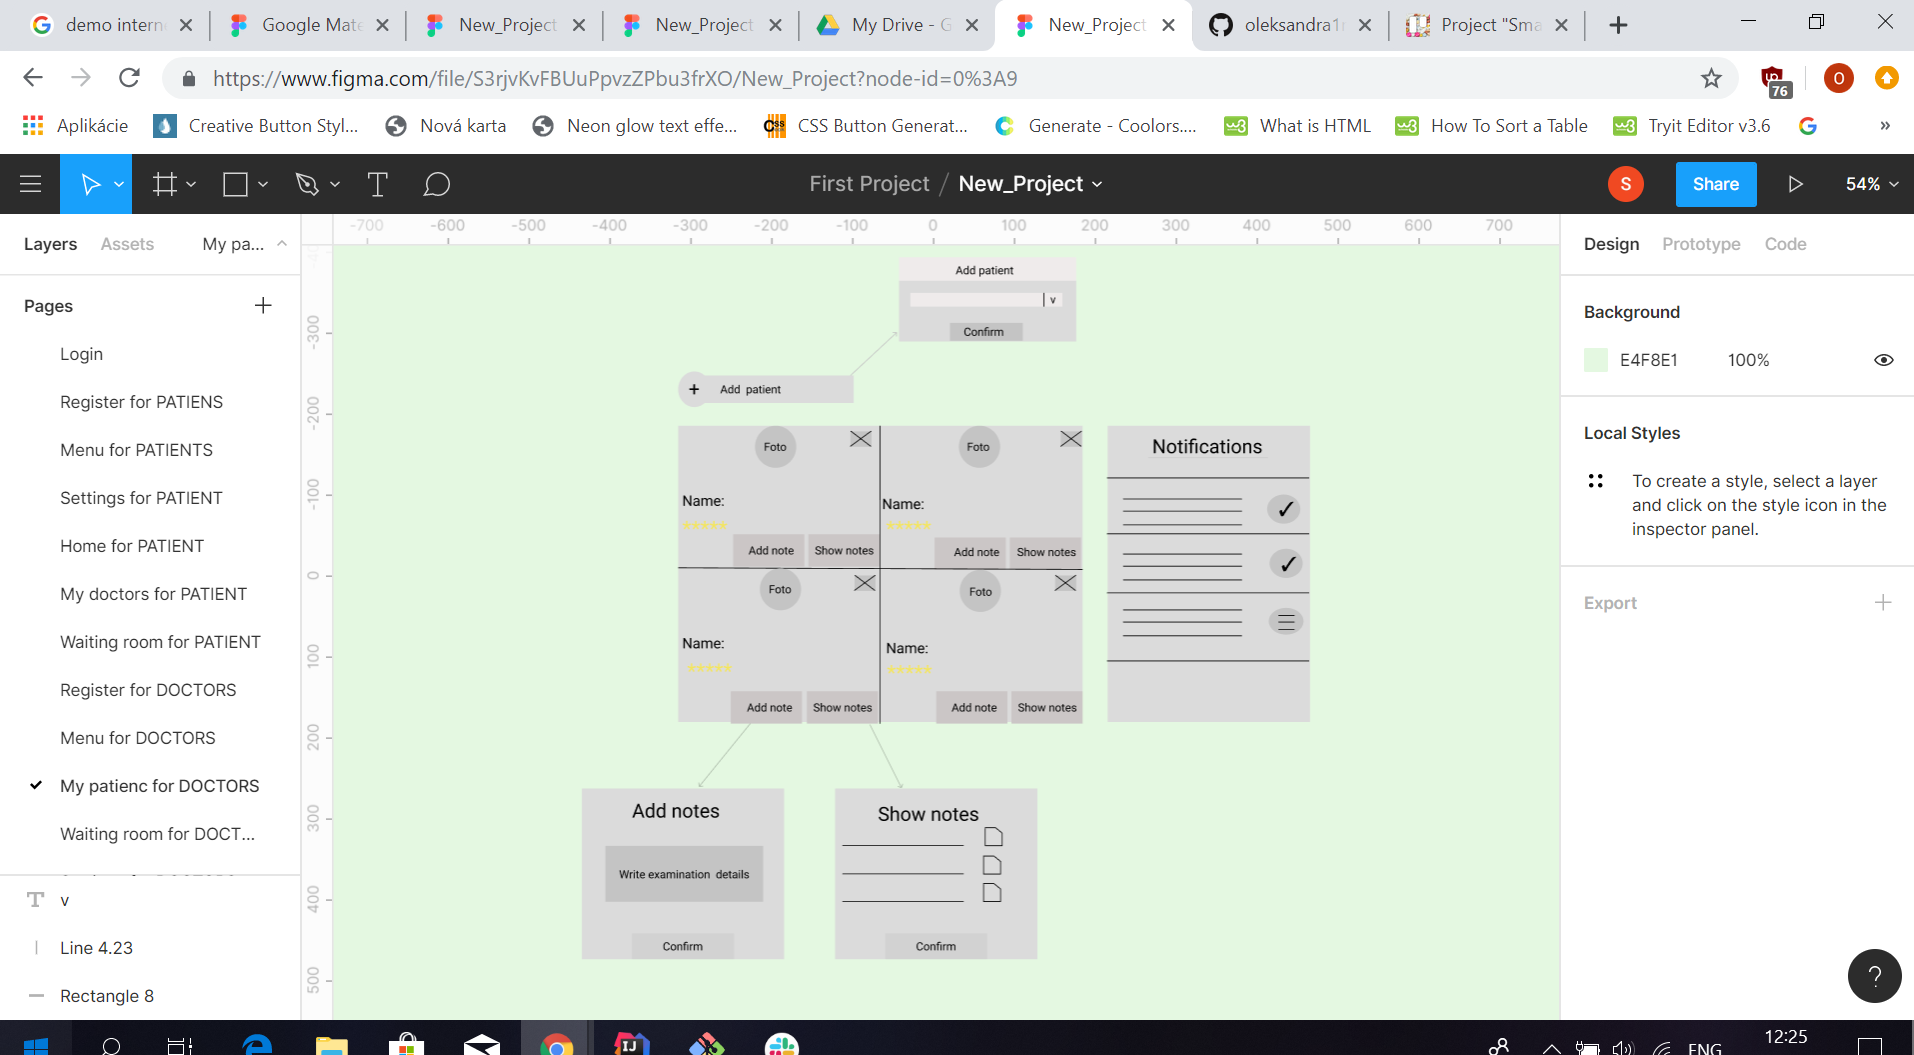 demo intern
Google Mate
New_Project
New_Project
My Drive - G
New_Project
oleksandra1r
Project "Sma
https://www.figma.com/file/S3rjvKvFBUuPpvzZPbu3frXO/New_Project?node-id=0%3A9
76
O
Aplikácie
Creative Button Styl...
Nová karta
Neon glow text effe...
CSS Button Generat...
Generate - Coolors....
What is HTML
How To Sort a Table
Tryit Editor v3.6
»
First Project / New_Project
S
Share
54%
Layers
Assets
My pa...
-700 -600 -500 -400 -300 -200 -100 0 100 200 300 400 500 600 700
Design
Prototype
Code
Pages
Login
Register for PATIENS
Menu for PATIENTS
Settings for PATIENT
Home for PATIENT
My doctors for PATIENT
Waiting room for PATIENT
Register for DOCTORS
Menu for DOCTORS
My patienc for DOCTORS
Waiting room for DOCT...
v
Line 4.23
Rectangle 8
-300
-200
-100
0
100
200
300
400
500
Add patient
v
Confirm
+ Add patient
Foto
Name:
Add note
Show notes
Foto
Name:
Add note
Show notes
Foto
Name:
Add note
Show notes
Foto
Name:
Add note
Show notes
Notifications
Add notes
Write examination details
Confirm
Show notes
Confirm
Background
E4F8E1
100%
Local Styles
To create a style, select a layer
and click on the style icon in the
inspector panel.
Export
?
ENG
12:25